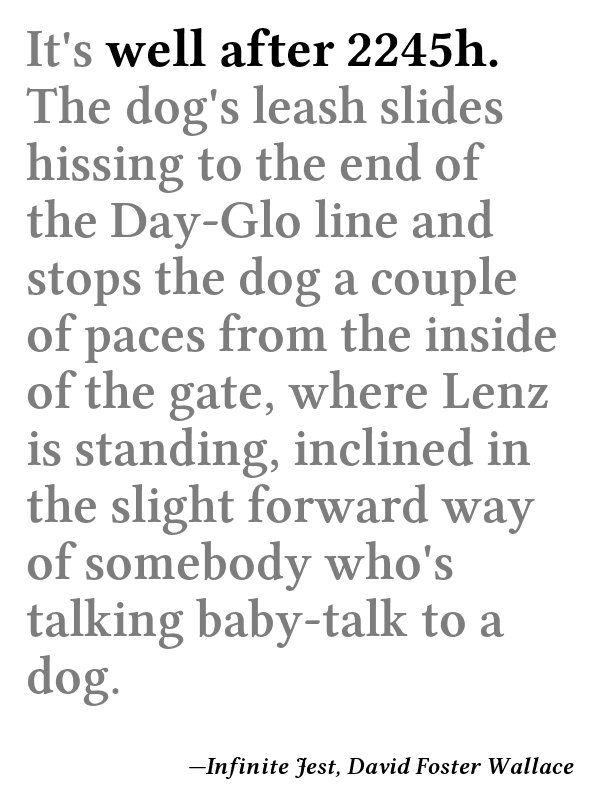 It's well after 2245h.
The dog's leash slides
hissing to the end of
the Day-Glo line and
stops the dog a couple
of paces from the inside
of the gate, where Lenz
is standing, inclined in
the slight forward way
of somebody who's
talking baby-talk to a
dog.
—Infinite Jest, David Foster Wallace